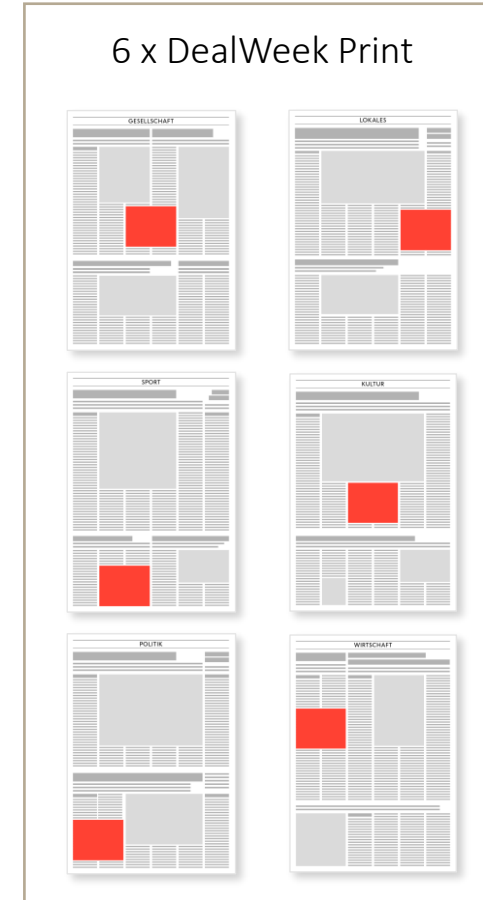 6 x DealWeek Print
GESELLSCHAFT
LOKALES
SPORT
KULTUR
POLITIK
WIRTSCHAFT